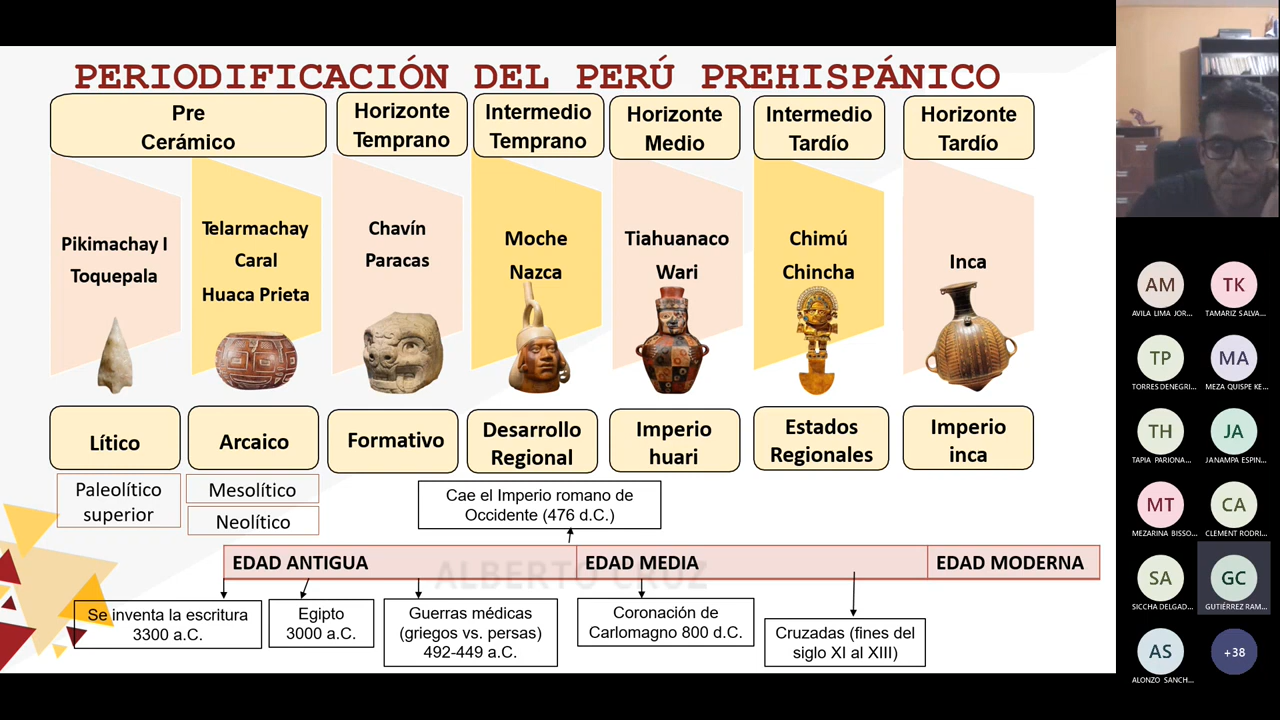 PERIODIFICACIÓN DEL PERÚ PREHISPÁNICO
Pre
Cerámico
Horizonte
Temprano
Intermedio
Temprano
Horizonte
Medio
Intermedio
Tardío
Horizonte
Tardío
Pikimachay I
Toquepala
Telarmachay
Caral
Huaca Prieta
Chavín
Paracas
Moche
Nazca
Tiahuanaco
Wari
Chimú
Chincha
Inca
Lítico
Arcaico
Formativo
Desarrollo
Regional
Imperio
huari
Estados
Regionales
Imperio
inca
Paleolítico
superior
Mesolítico
Neolítico
Cae el Imperio romano de
Occidente (476 d.C.)
EDAD ANTIGUA
EDAD MEDIA
EDAD MODERNA
ALBERTO CRUZ
Se inventa la escritura
3300 a.C.
Egipto
3000 a.C.
Guerras médicas
(griegos vs. persas)
492-449 a.C.
Coronación de
Carlomagno 800 d.C.
Cruzadas (fines del
siglo XI al XIII)
AM
AVILA LIMA JOR...
TK
TAMARIZ SALVA...
TP
TORRES DENEGRI...
MA
MEZA QUISPE KE...
TH
TAPIA PARIONA...
JA
JANAMPA ESPIN...
MT
MEZARINA BISSO...
CA
CLEMENT RODRI...
SA
SICCHA DELGAD...
GC
GUTIÉRREZ RAM...
AS
ALONZO SANCH...
+38